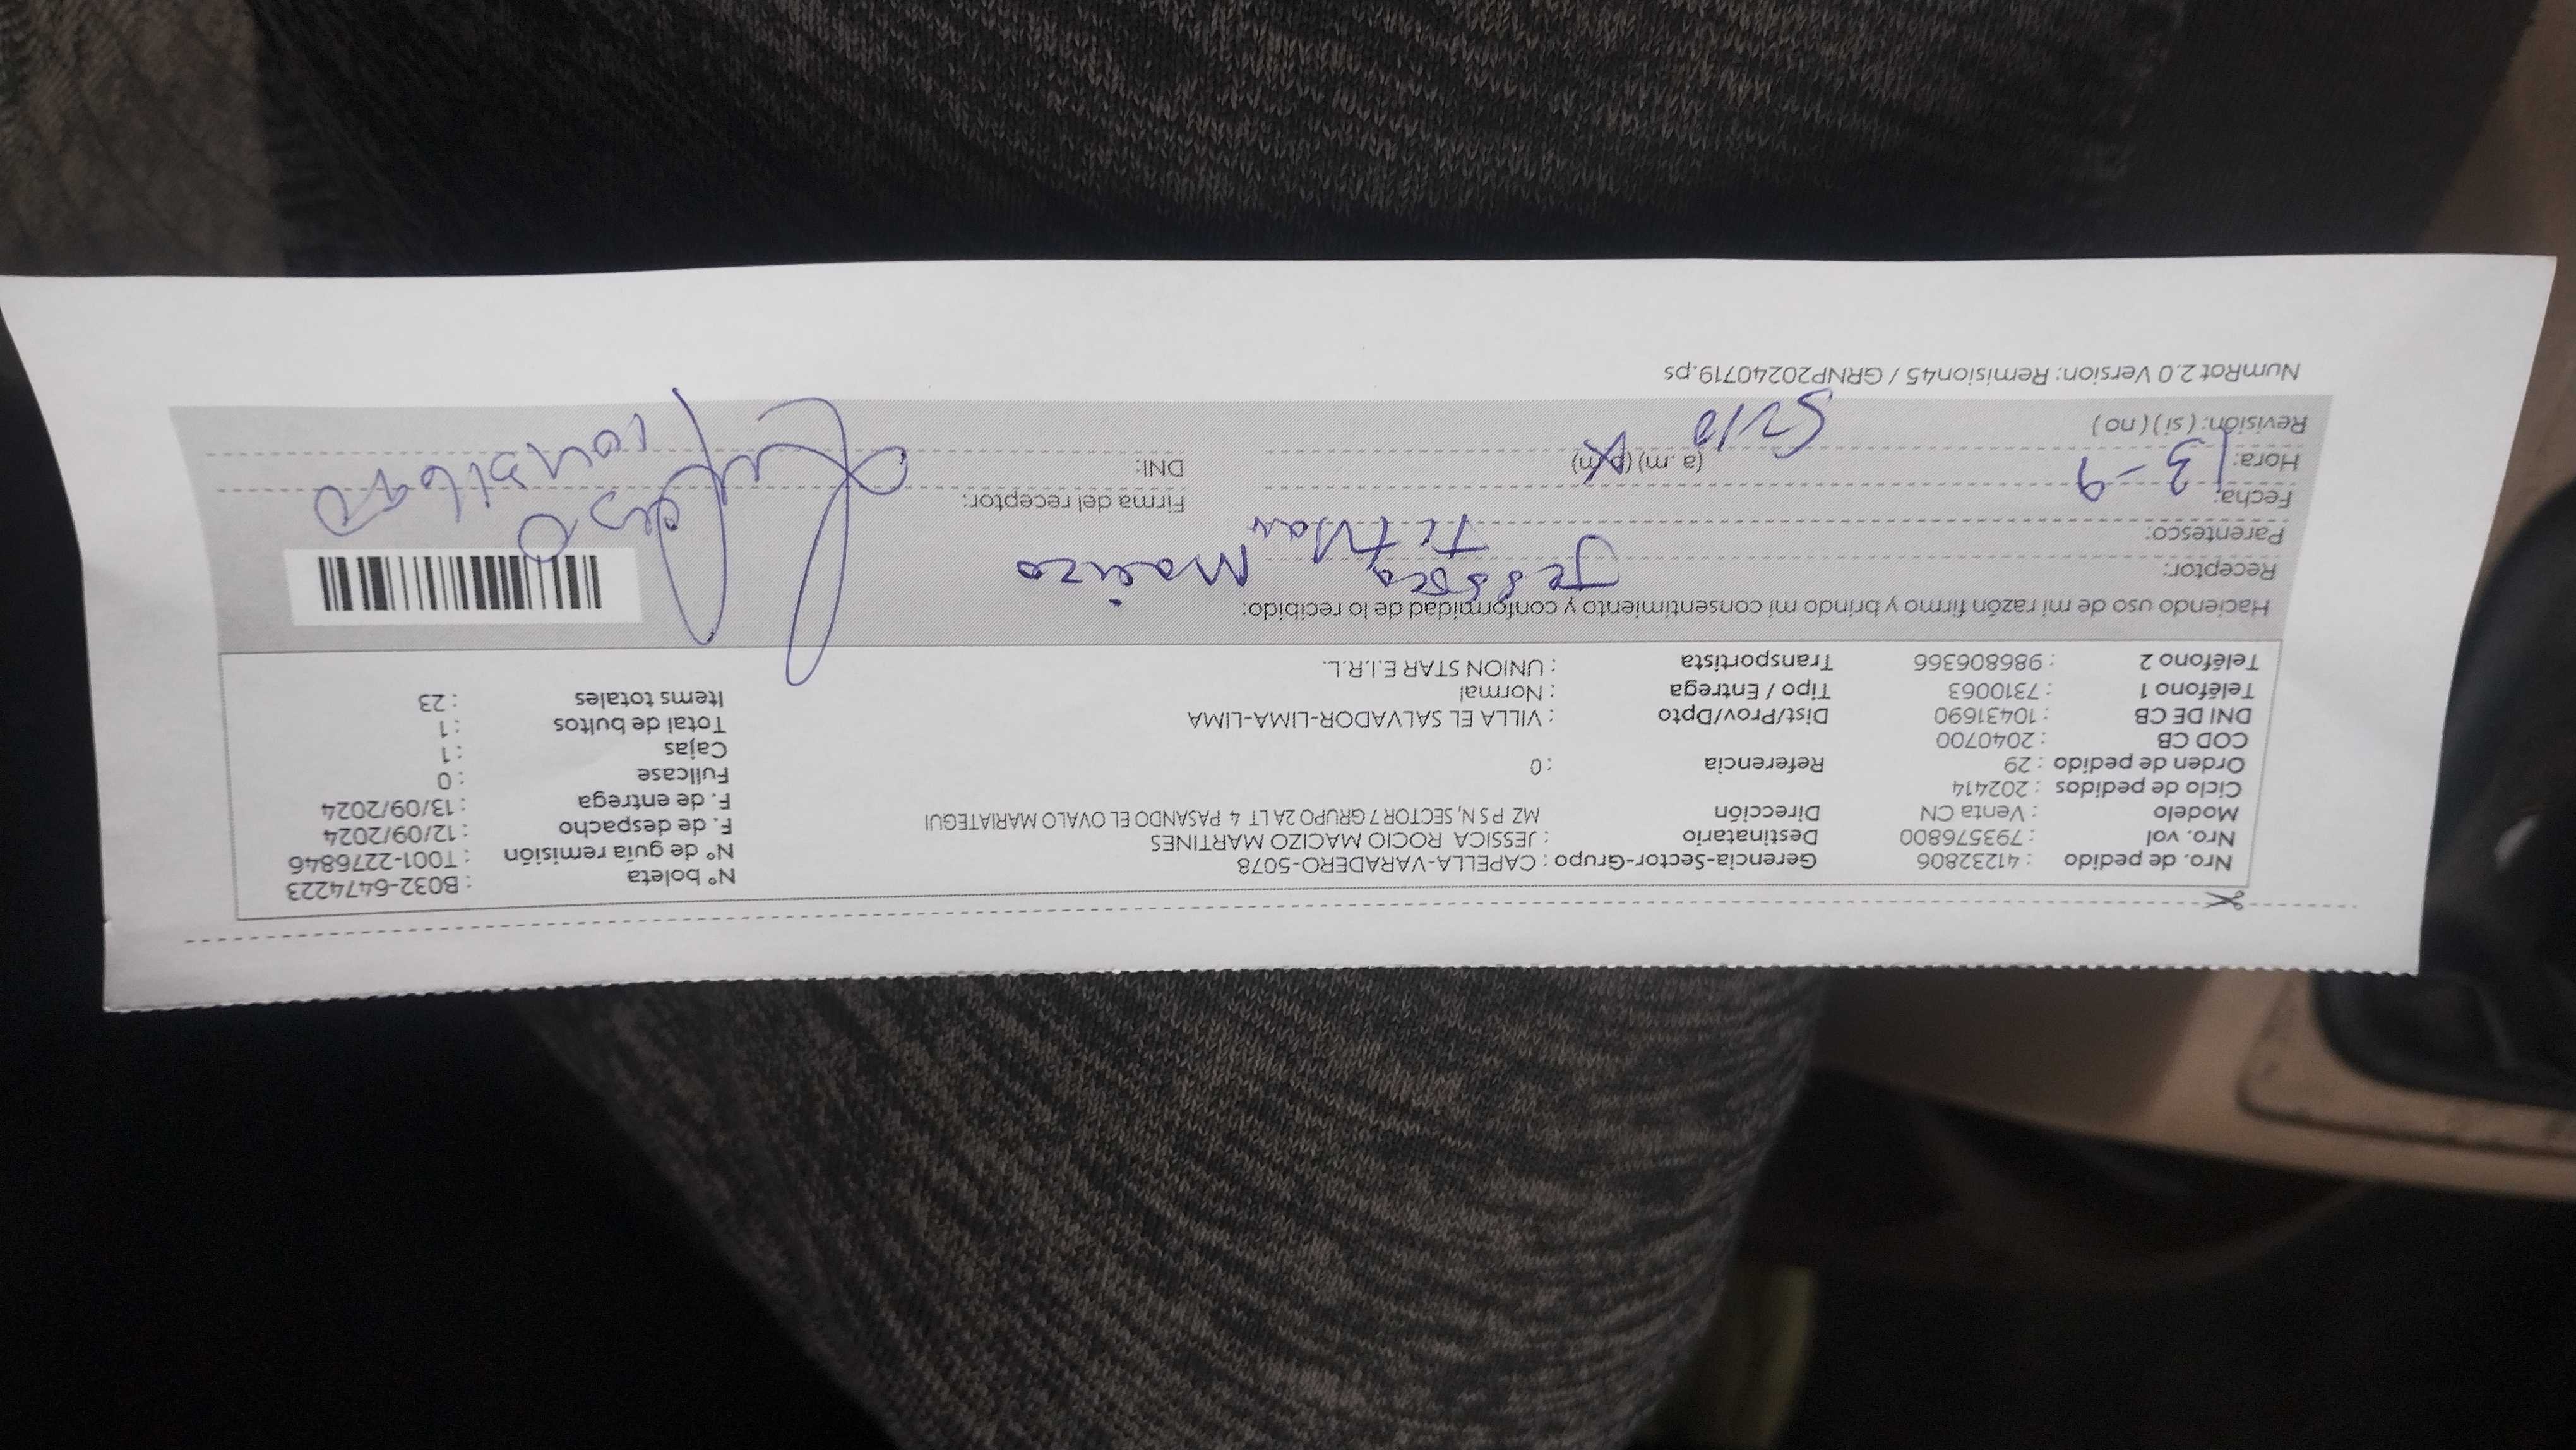 Nro. de pedido : 41232806 Gerencia-Sector-Grupo : CAPELLA-VARADERO-5078 N° boleta : B032-6474223
Nro. vol : 793576800 Destinatario : JESSICA ROCIO MACIZO MARTINES N° de guía remisión : T001-2276846
Modelo : Venta CN Dirección MZ P S N, SECTOR 7 GRUPO 2A LT 4 PASANDO EL OVALO MARIATEGUI F. de despacho : 12/09/2024
Ciclo de pedidos : 202414 F. de entrega : 13/09/2024
Orden de pedido : 29 Referencia : 0 Fullcase : 0
COD CB : 2040700 Cajas : 1
DNI DE CB : 10431690 Dist/Prov/Dpto : VILLA EL SALVADOR-LIMA-LIMA Total de bultos : 1
Teléfono 1 : 7310063 Tipo / Entrega : Normal Items totales : 23
Teléfono 2 : 986806366 Transportista : UNION STAR E.I.R.L.
Haciendo uso de mi razón firmo y brindo mi consentimiento y conformidad de lo recibido:
Receptor: Jessica Macizo
Parentesco: Titular
Fecha: 13-9 Firma del receptor:
Hora: (a.m) (p.m) DNI:
Revisión: (si) (no)
NumRot 2.0 Version: Remision45 / GRNP20240719.ps